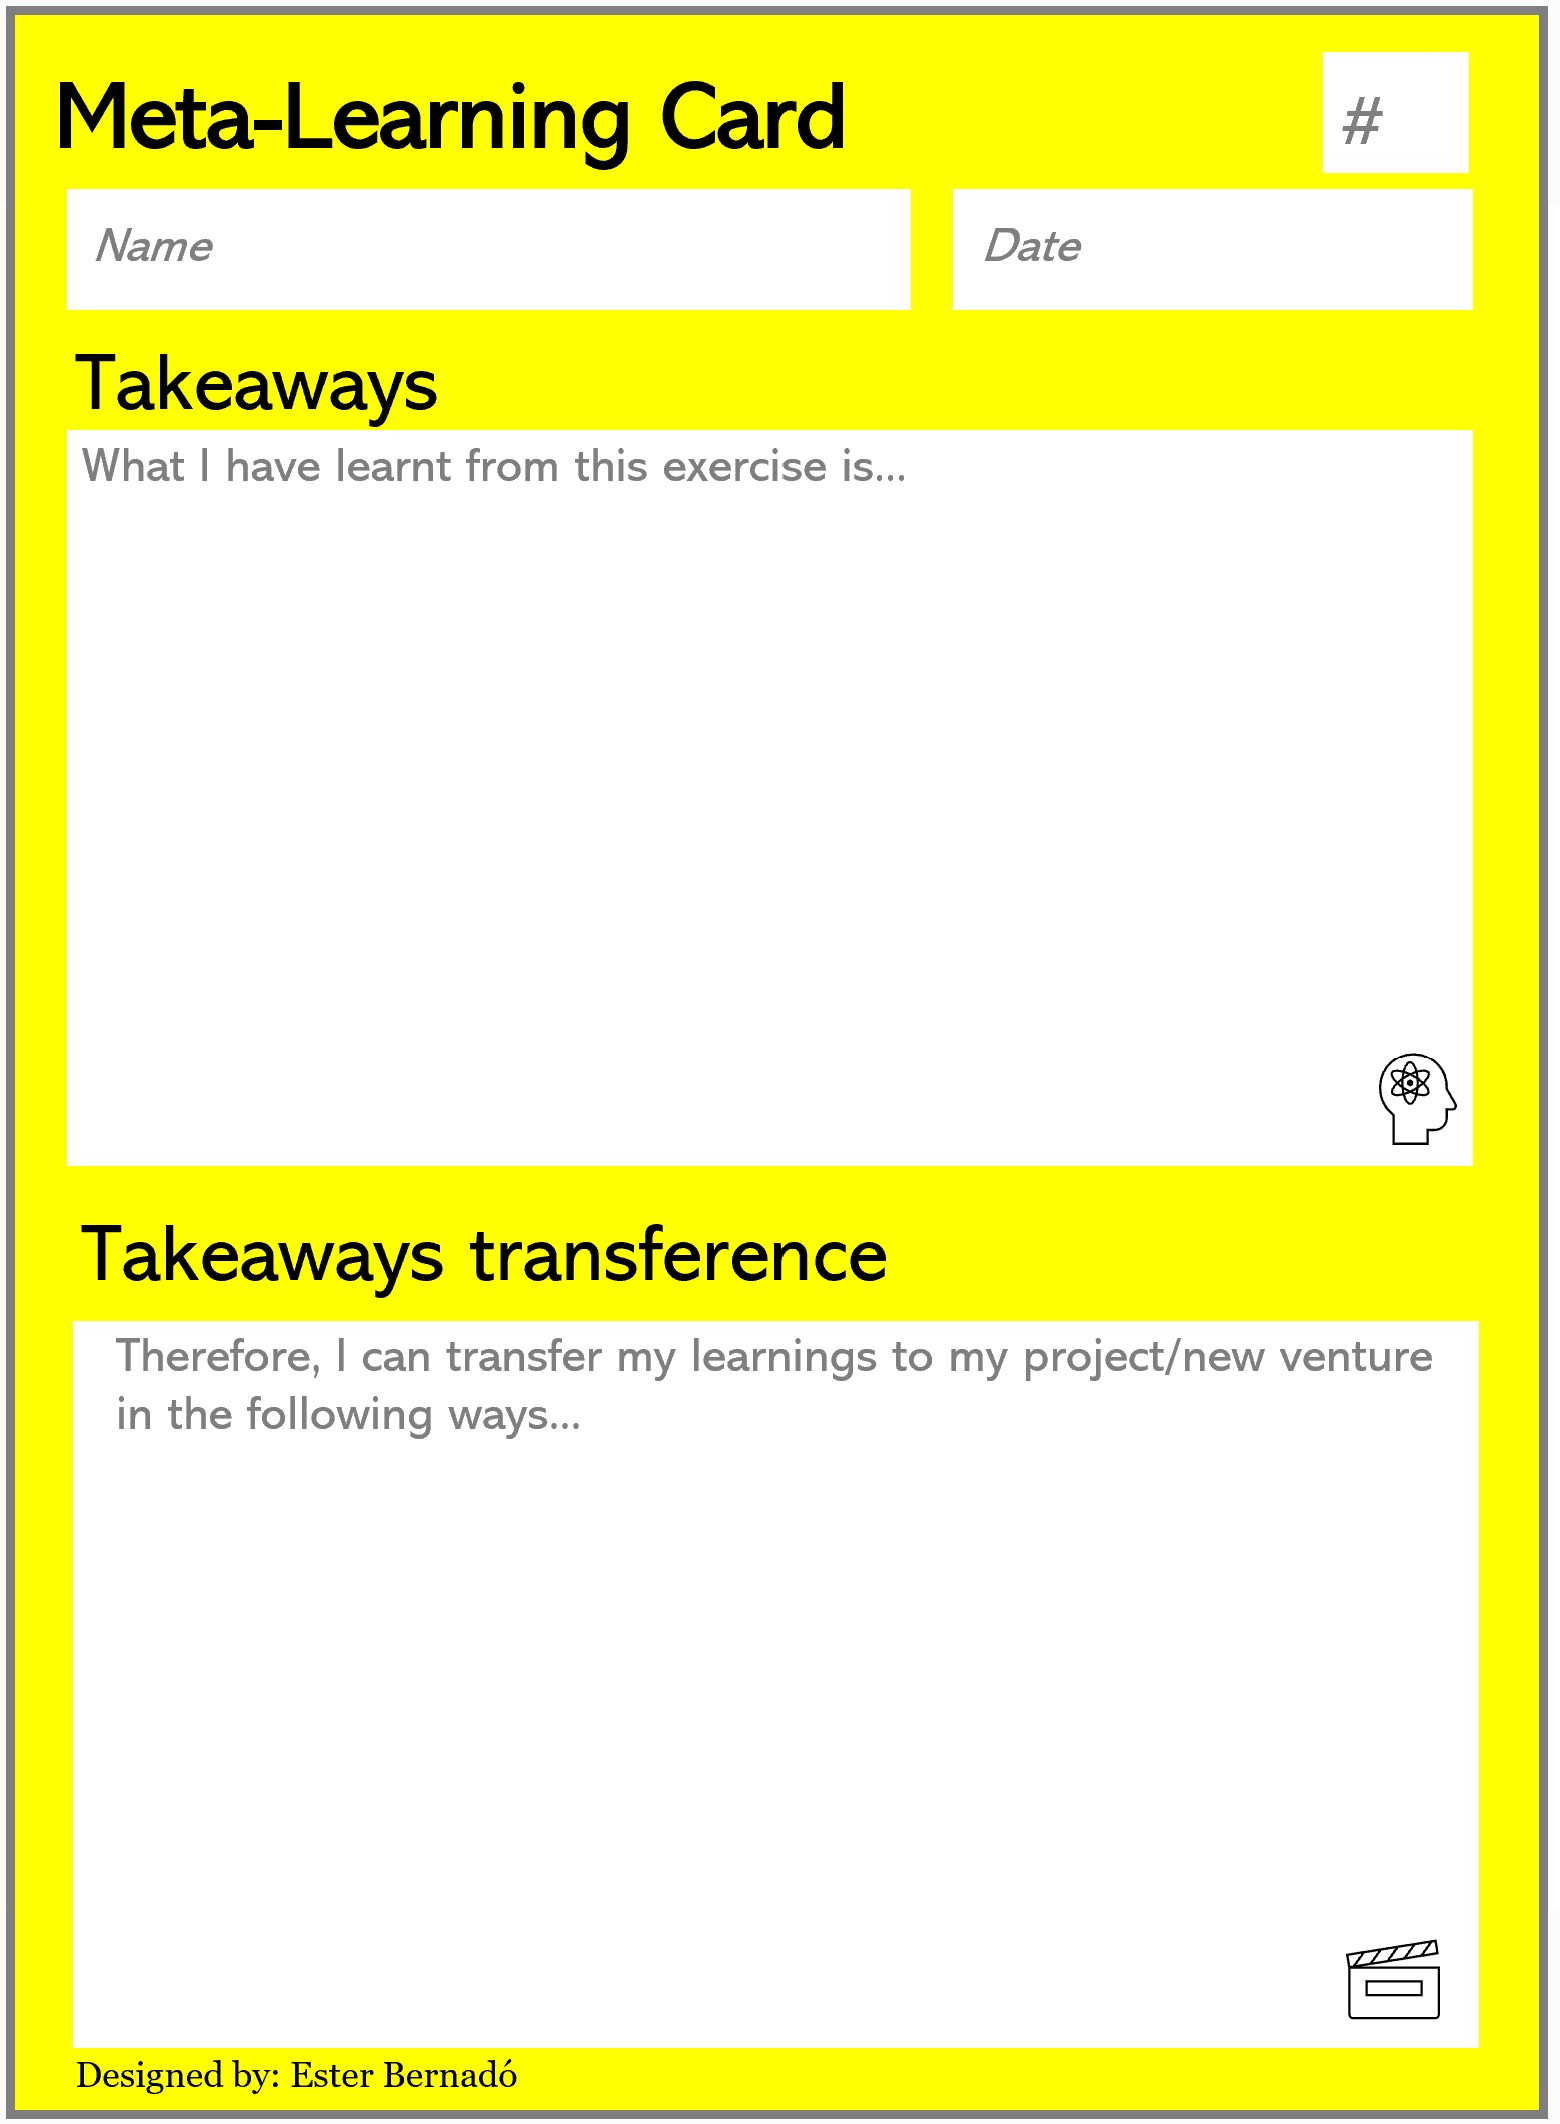 Meta-Learning Card
#
Name
Date
Takeaways
What I have learnt from this exercise is...
Takeaways transference
Therefore, I can transfer my learnings to my project/new venture
in the following ways...
Designed by: Ester Bernadó